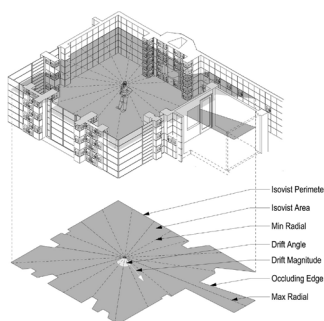 Isovist Perimete
Isovist Area
Min Radial
Drift Angle
Drift Magnitude
Occluding Edge
Max Radial